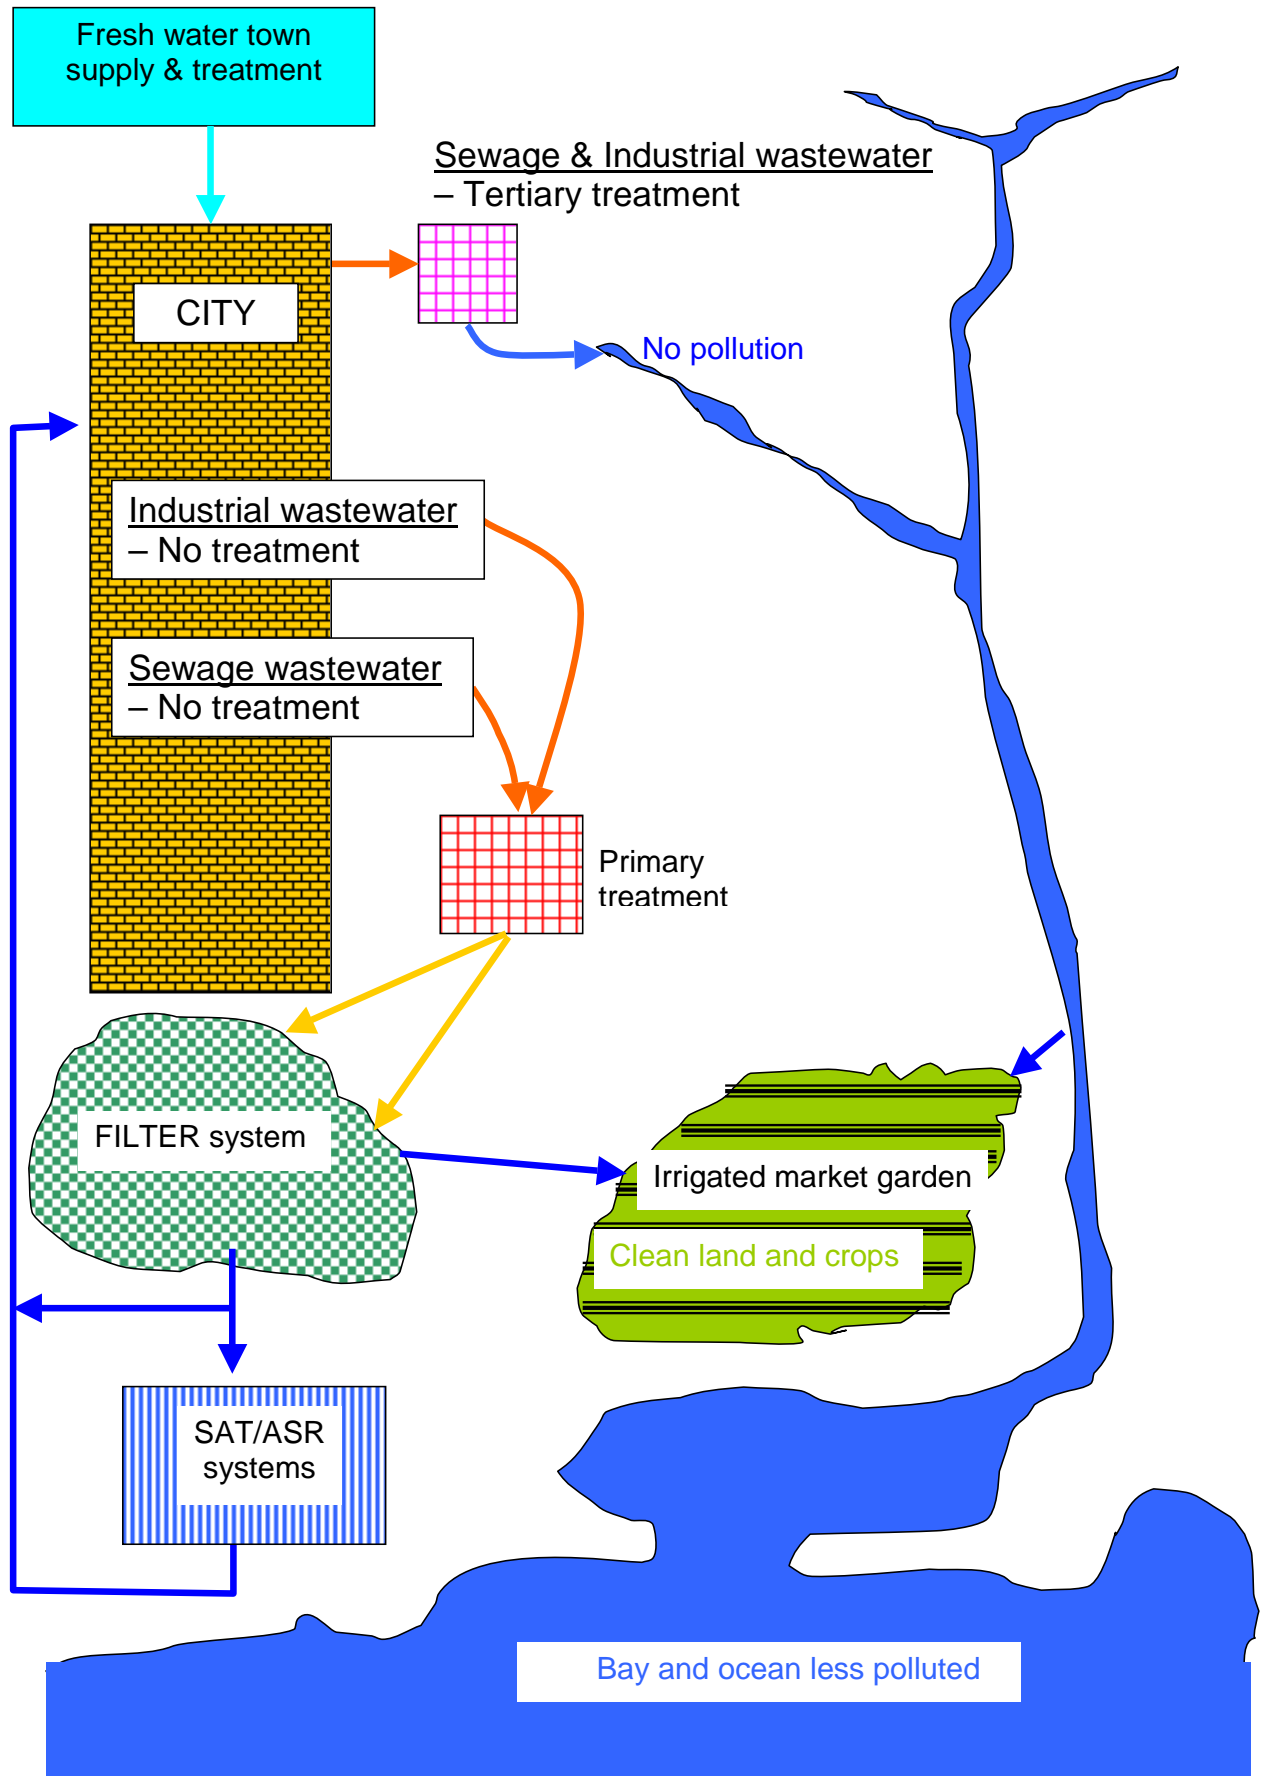 Fresh water town
supply & treatment
Sewage & Industrial wastewater
– Tertiary treatment
CITY
No pollution
Industrial wastewater
– No treatment
Sewage wastewater
– No treatment
Primary
treatment
FILTER system
Irrigated market garden
Clean land and crops
SAT/ASR
systems
Bay and ocean less polluted